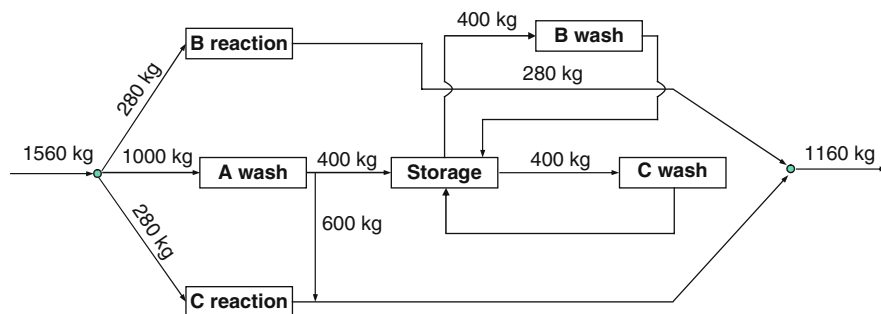 400 kg
B wash
B reaction
280 kg
280 kg
1560 kg
1000 kg
A wash
400 kg
Storage
400 kg
C wash
1160 kg
280 kg
600 kg
C reaction